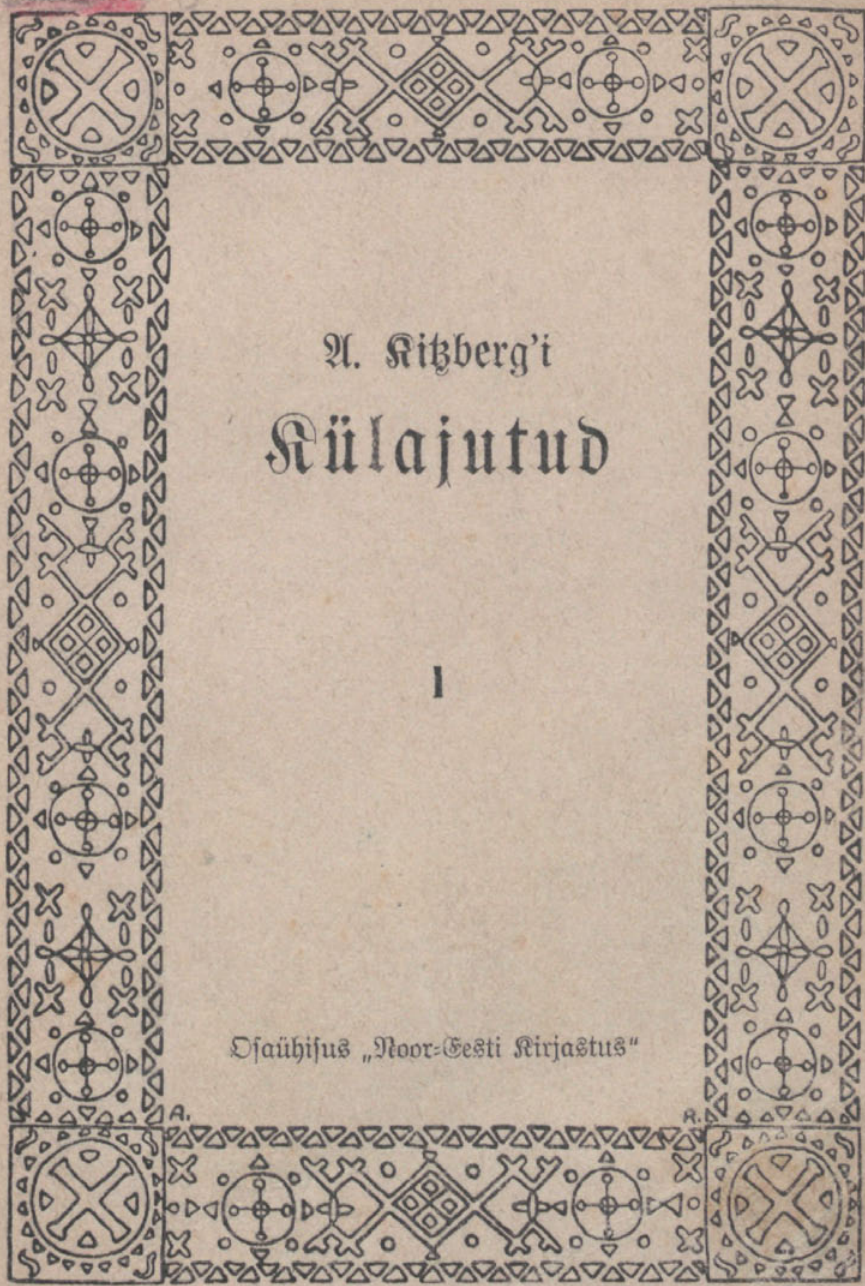 A. Kitzberg'i
Külajutud
I
Osaühisus „Noor-Eesti Kirjastus“
A. R.